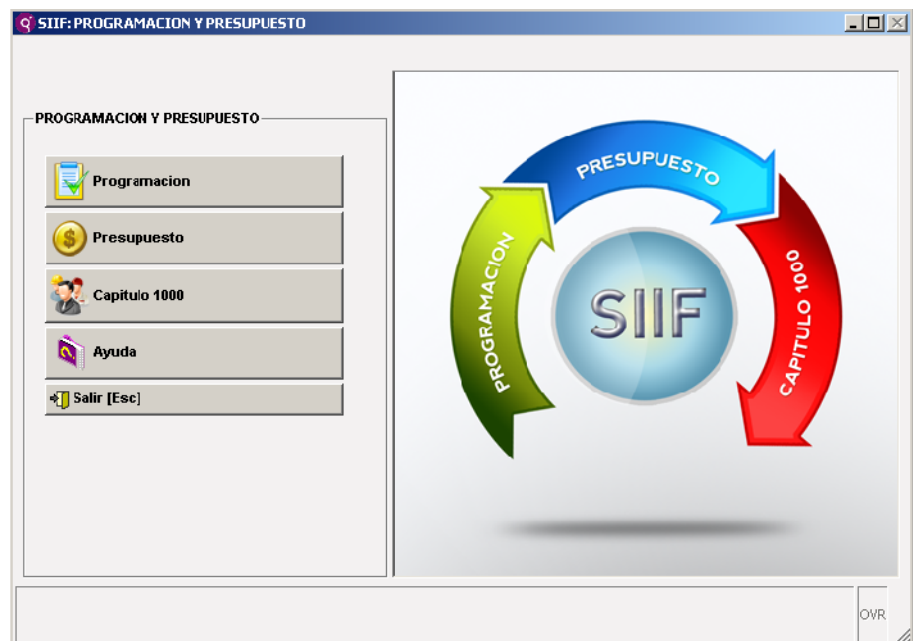 SIIF: PROGRAMACION Y PRESUPUESTO
PROGRAMACION Y PRESUPUESTO
Programacion
Presupuesto
Capitulo 1000
Ayuda
Salir [Esc]
PROGRAMACION
PRESUPUESTO
CAPITULO 1000
SIIF
OVR